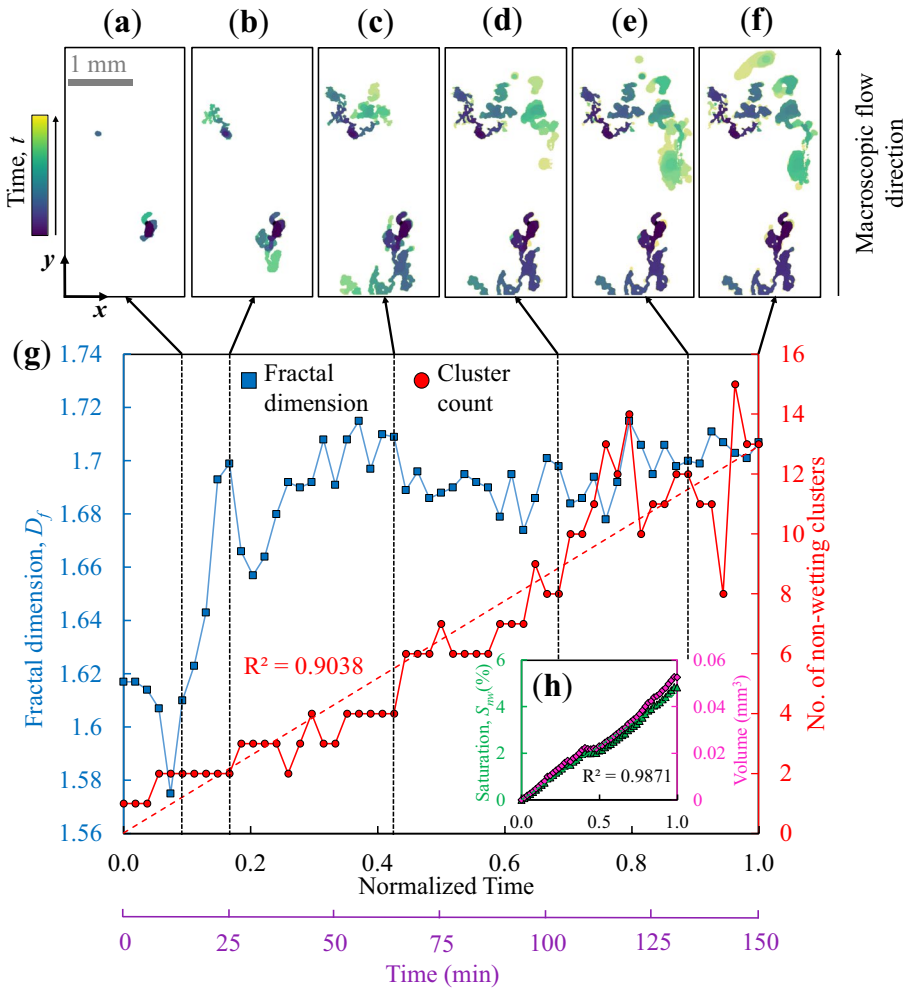 (a) (b) (c) (d) (e) (f)
1 mm
Time, t
y
x
Macroscopic flow
direction
(g)
1.74
1.72
1.7
1.68
1.66
1.64
1.62
1.6
1.58
1.56
Fractal dimension, Df
Fractal
dimension
Cluster
count
R² = 0.9038
16
14
12
10
8
6
4
2
0
No. of non-wetting clusters
(h)
6
4
2
0
Saturation, Snw(%)
0.06
0.04
0.02
0
Volume (mm³)
R² = 0.9871
0.0 0.5 1.0
0.0 0.2 0.4 0.6 0.8 1.0
Normalized Time
0 25 50 75 100 125 150
Time (min)